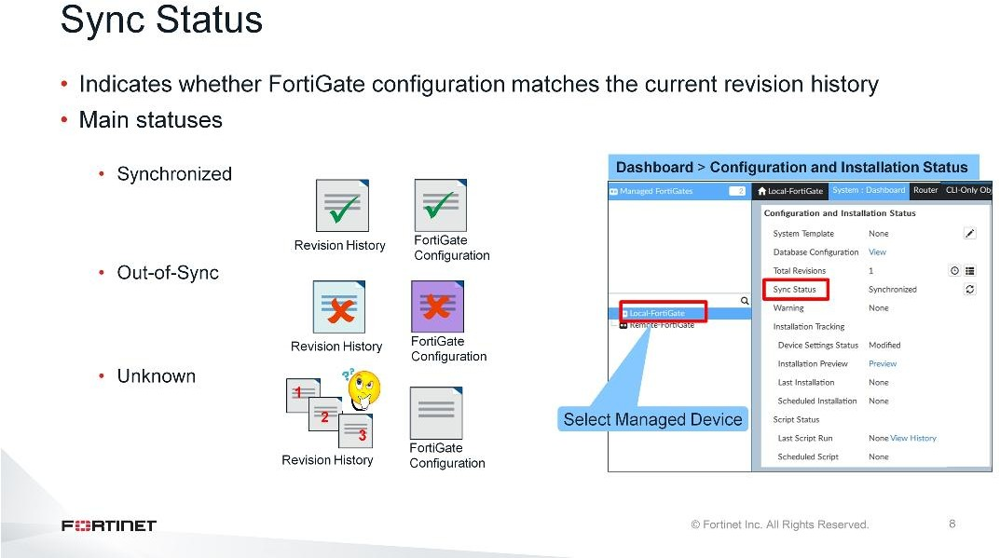 Sync Status
• Indicates whether FortiGate configuration matches the current revision history
• Main statuses
• Synchronized
Revision History
FortiGate
Configuration
• Out-of-Sync
Revision History
FortiGate
Configuration
• Unknown
??
1
2
3
Revision History
FortiGate
Configuration
Dashboard > Configuration and Installation Status
Managed FortiGates 2
Local-FortiGate System : Dashboard Router CLI-Only Obj
Local-FortiGate
Remote-FortiGate
Select Managed Device
Configuration and Installation Status
System Template None
Database Configuration View
Total Revisions 1
Sync Status Synchronized
Warning None
Installation Tracking
Device Settings Status Modified
Installation Preview Preview
Last Installation None
Scheduled Installation None
Script Status
Last Script Run None View History
Scheduled Script None
FORTINET
© Fortinet Inc. All Rights Reserved.
8